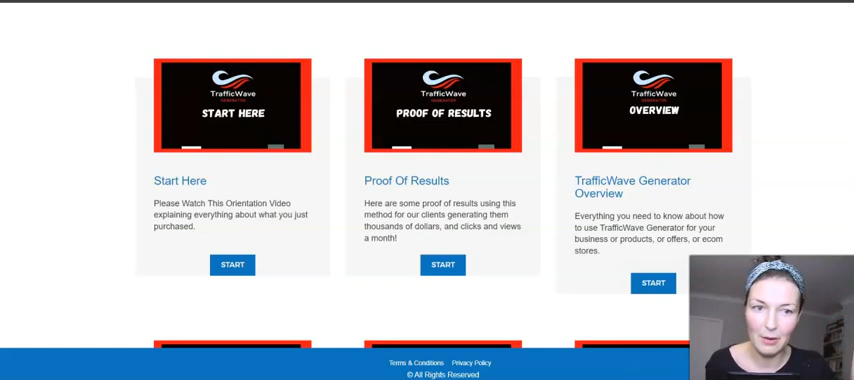 TrafficWave
GENERATOR
START HERE
TrafficWave
GENERATOR
PROOF OF RESULTS
TrafficWave
GENERATOR
OVERVIEW
Start Here
Please Watch This Orientation Video
explaining everything about what you just
purchased.
START
Proof Of Results
Here are some proof of results using this
method for our clients generating them
thousands of dollars, and clicks and views
a month!
START
TrafficWave Generator
Overview
Everything you need to know about how
to use TrafficWave Generator for your
business or products, or offers, or ecom
stores.
START
Terms & Conditions Privacy Policy
© All Rights Reserved